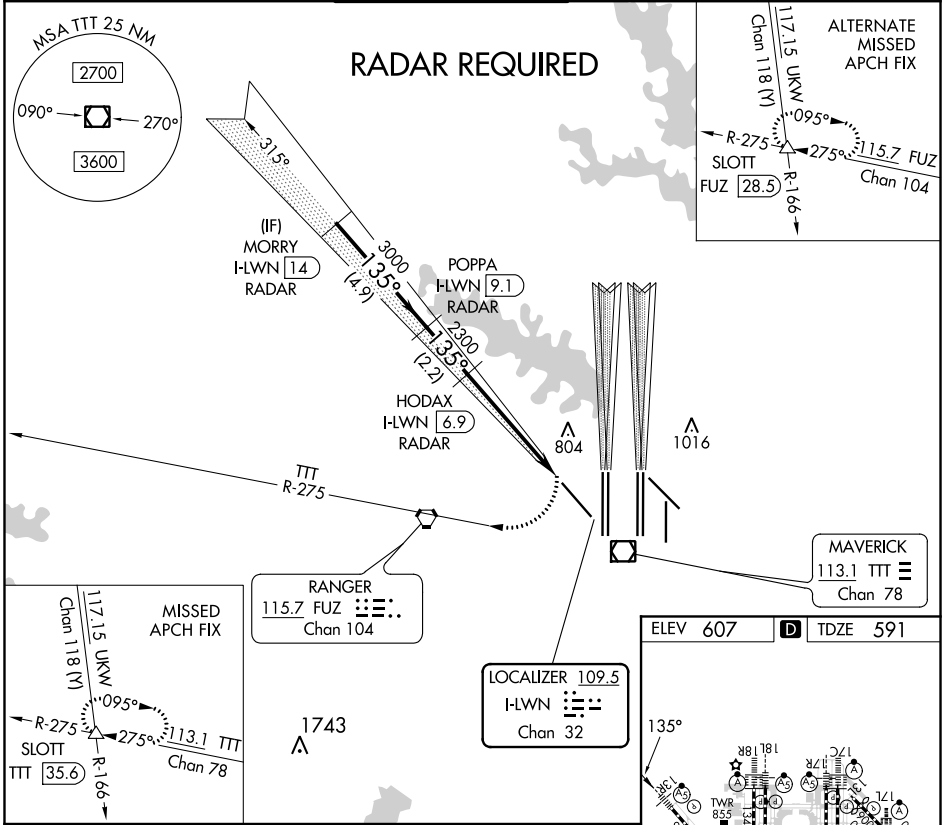 MSA TTT 25 NM
2700
090°
270°
3600
RADAR REQUIRED
ALTERNATE
MISSED
APCH FIX
117.15 UKW
Chan 118 (Y)
095°
R-275
275°
115.7 FUZ
Chan 104
SLOTT
FUZ 28.5
R-166
315°
(IF)
MORRY
I-LWN 14
RADAR
3000
135°
(4.9)
POPPA
I-LWN 9.1
RADAR
2300
135°
(2.2)
HODAX
I-LWN 6.9
RADAR
804
1016
TTT
R-275
RANGER
115.7 FUZ
Chan 104
MAVERICK
113.1 TTT
Chan 78
LOCALIZER 109.5
I-LWN
Chan 32
MISSED
APCH FIX
117.15 UKW
Chan 118 (Y)
095°
R-275
275°
113.1 TTT
Chan 78
SLOTT
TTT 35.6
R-166
1743
ELEV 607 D TDZE 591
135°
13R
18R
18L
17R
17C
17L
A
A5
A5
A
A5
P
P
P
P
TWR
855